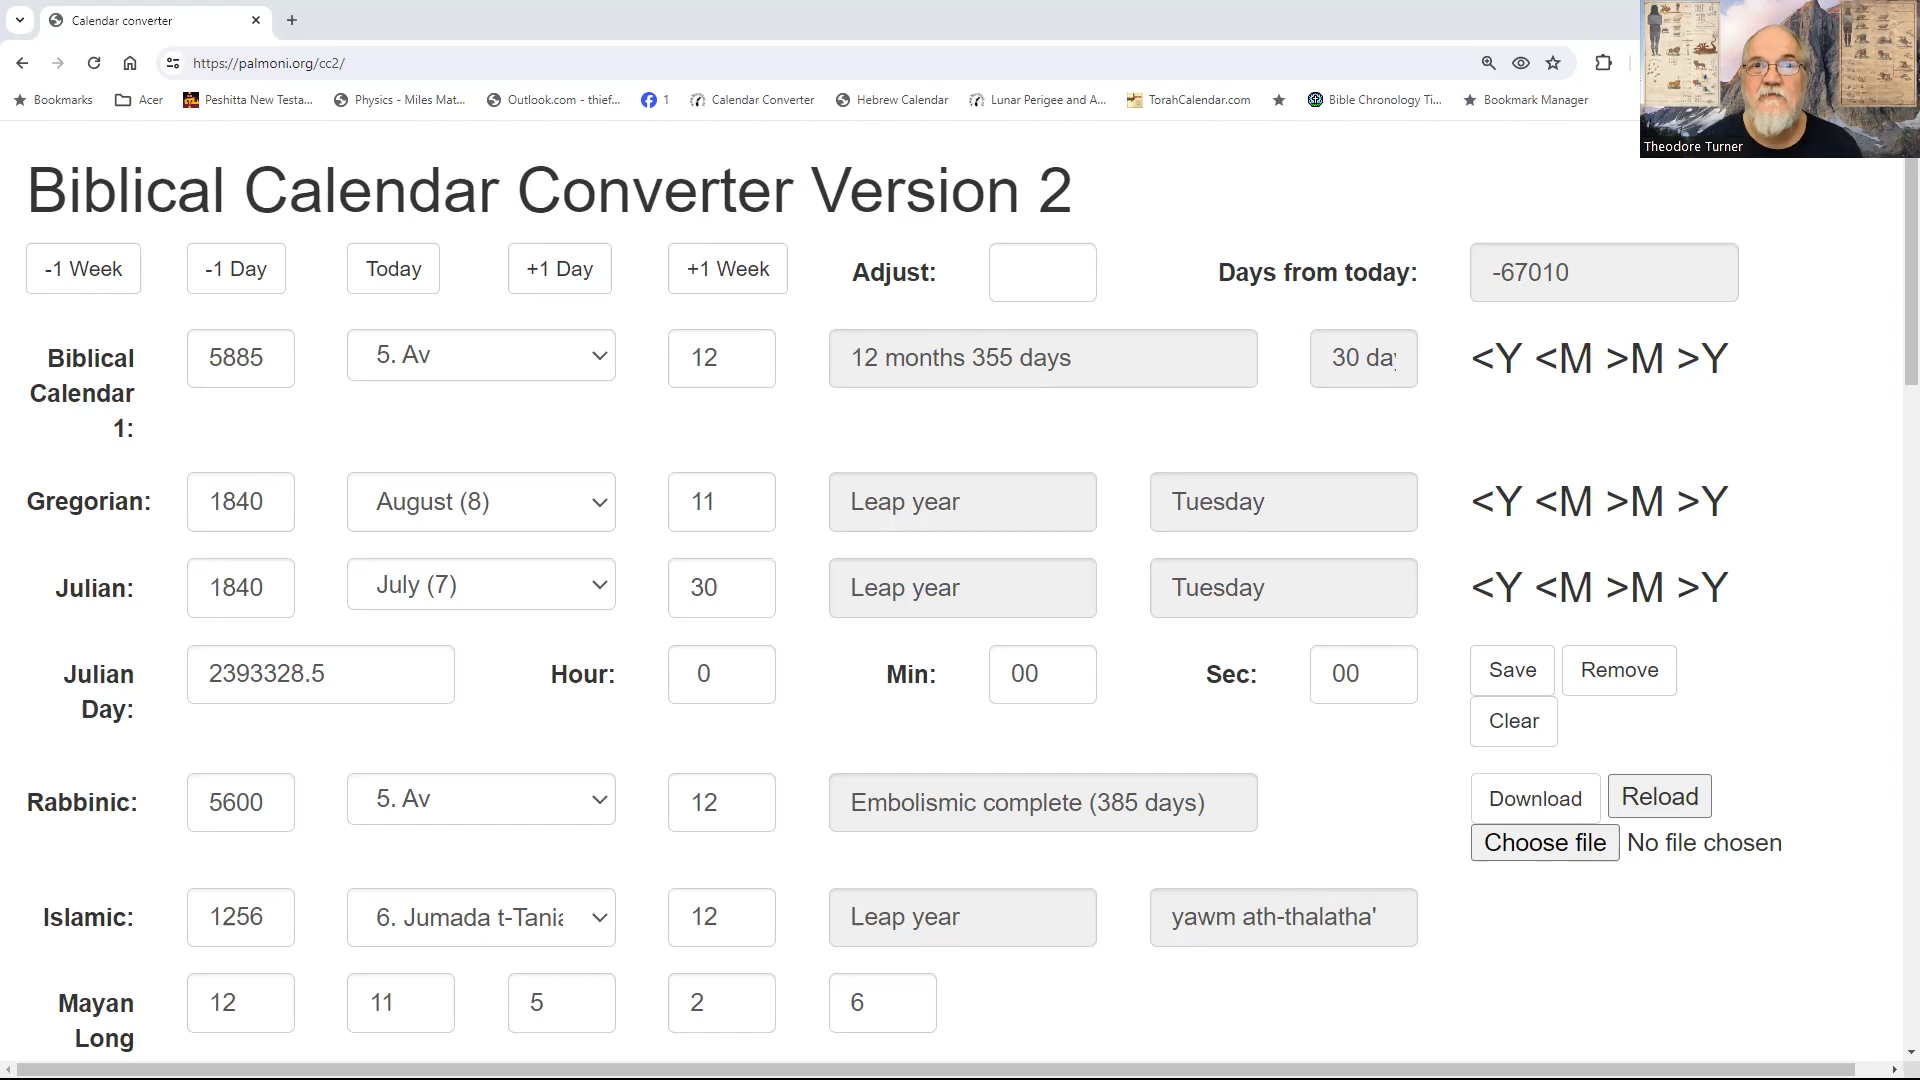 Calendar converter
https://palmoni.org/cc2/
Bookmarks Acer Peshitta New Testa... Physics - Miles Mat... Outlook.com - thief... 1 Calendar Converter Hebrew Calendar Lunar Perigee and A... TorahCalendar.com Bible Chronology Ti... Bookmark Manager
Theodore Turner
Biblical Calendar Converter Version 2
-1 Week -1 Day Today +1 Day +1 Week Adjust: Days from today: -67010
Biblical Calendar 1: 5885 5. Av 12 12 months 355 days 30 day <Y <M >M >Y
Gregorian: 1840 August (8) 11 Leap year Tuesday <Y <M >M >Y
Julian: 1840 July (7) 30 Leap year Tuesday <Y <M >M >Y
Julian Day: 2393328.5 Hour: 0 Min: 00 Sec: 00 Save Remove
Clear
Rabbinic: 5600 5. Av 12 Embolismic complete (385 days) Download Reload
Choose file No file chosen
Islamic: 1256 6. Jumada t-Tania 12 Leap year yawm ath-thalatha'
Mayan Long 12 11 5 2 6